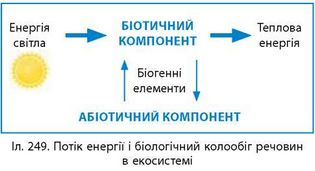 Енергія світла
БІОТИЧНИЙ КОМПОНЕНТ
Теплова енергія
Біогенні елементи
АБІОТИЧНИЙ КОМПОНЕНТ
Іл. 249. Потік енергії і біологічний колообіг речовин
в екосистемі